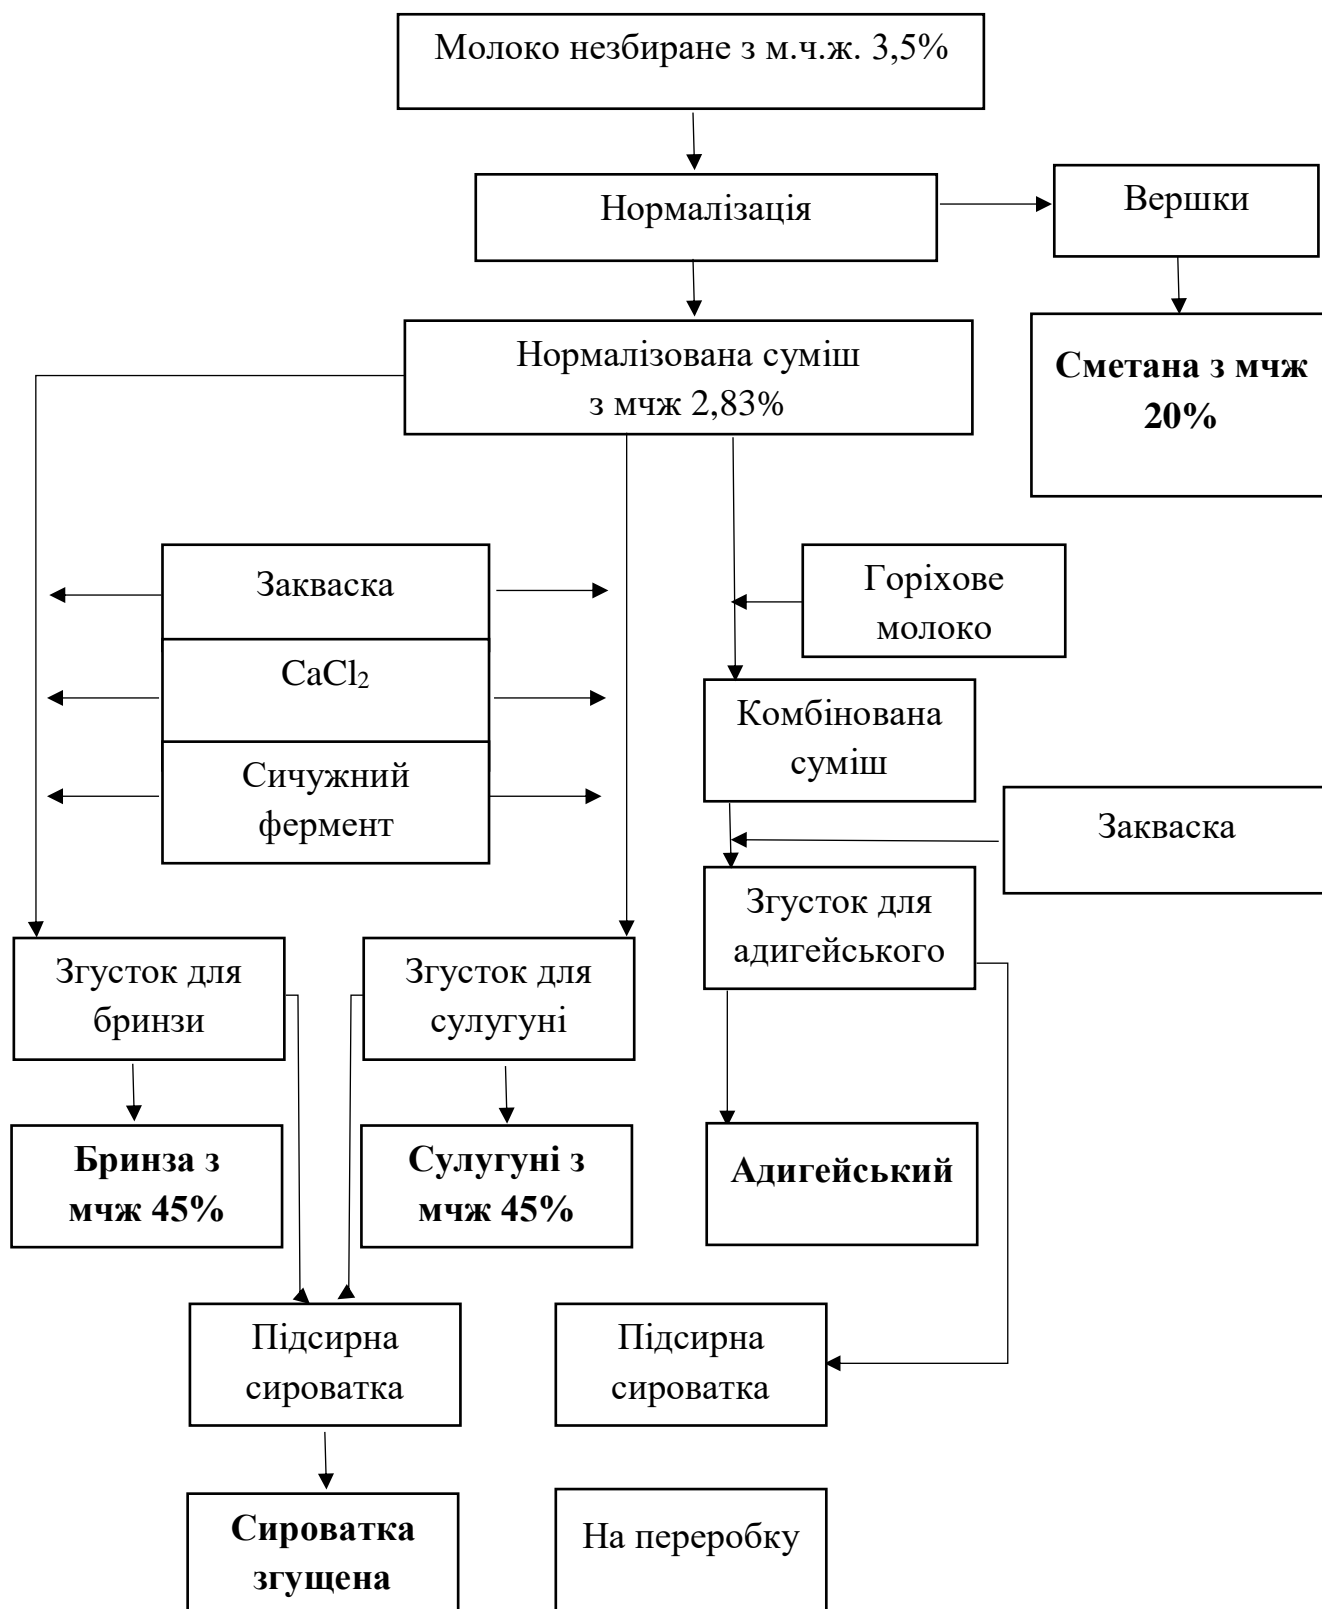 Молоко незбиране з м.ч.ж. 3,5%
Нормалізація
Вершки
Нормалізована суміш
з мчж 2,83%
Сметана з мчж
20%
Закваска
CaCl₂
Сичужний
фермент
Горіхове
молоко
Комбінована
суміш
Закваска
Згусток для
адигейського
Згусток для
бринзи
Згусток для
сулугуні
Бринза з
мчж 45%
Сулугуні з
мчж 45%
Адигейський
Підсирна
сироватка
Підсирна
сироватка
Сироватка
згущена
На переробку